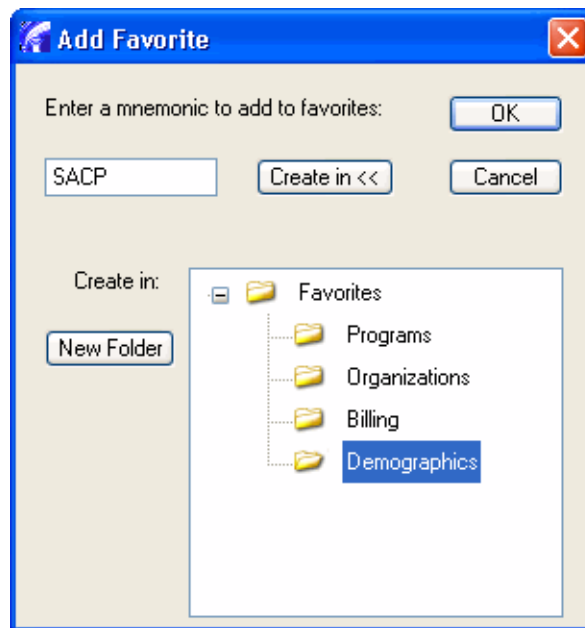 Add Favorite
Enter a mnemonic to add to favorites:
OK
SACP
Create in <<
Cancel
Create in:
Favorites
New Folder
Programs
Organizations
Billing
Demographics